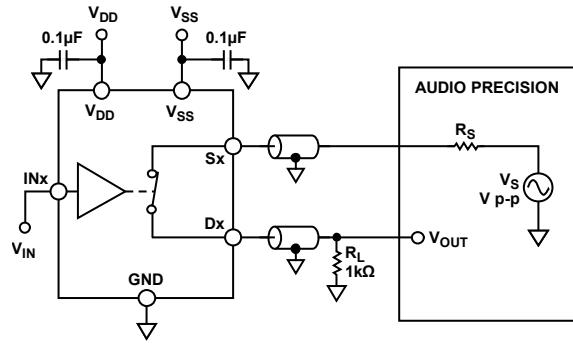 VDD
VSS
0.1µF
0.1µF
VDD
VSS
AUDIO PRECISION
RS
Sx
INx
VS
V p-p
Dx
VIN
VOUT
RL
1kΩ
GND